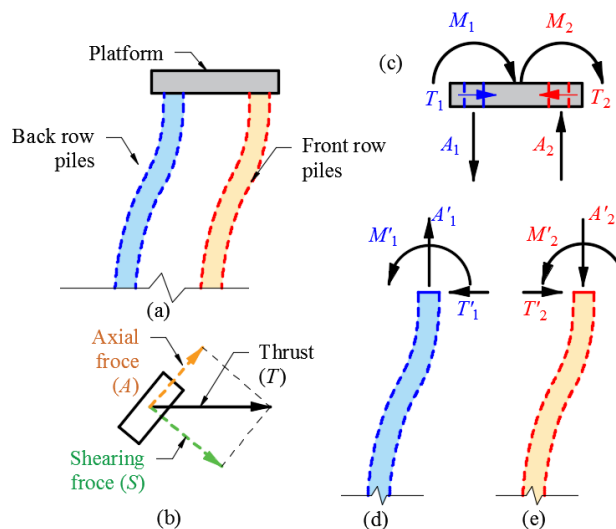 Platform
Back row
piles
Front row
piles
(a)
Axial
froce
(A)
Thrust
(T)
Shearing
froce (S)
(b)
M1
M2
(c)
T1
T2
A1
A2
A'1
M'1
T'1
(d)
A'2
M'2
T'2
(e)